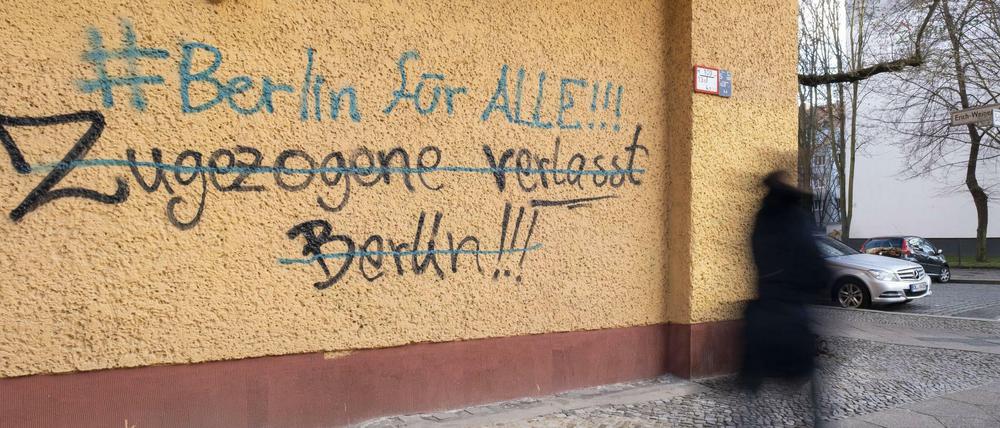 #Berlin für ALLE!!!
Zugezogene verlasst
Berlin!!!